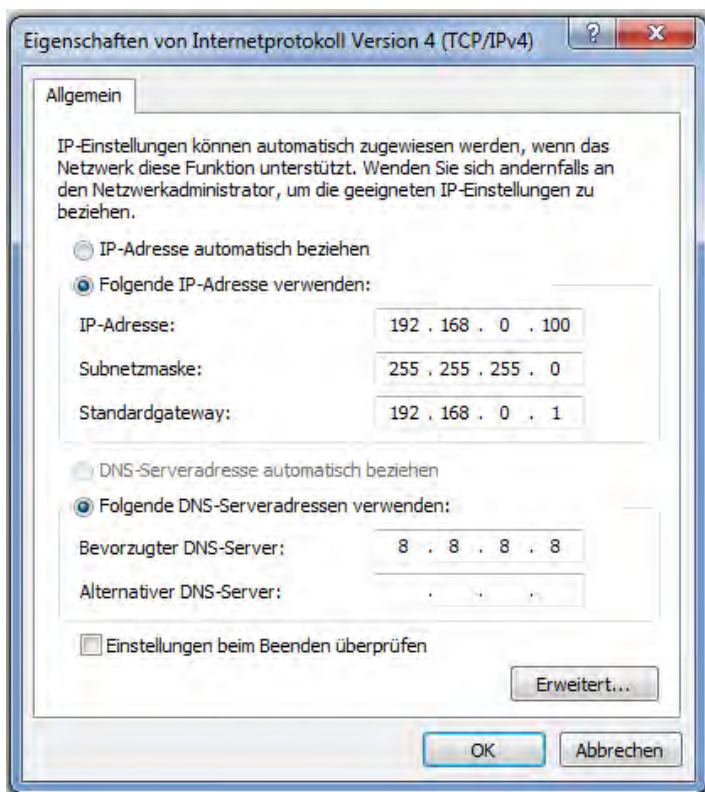 Eigenschaften von Internetprotokoll Version 4 (TCP/IPv4)
?
Allgemein
IP-Einstellungen können automatisch zugewiesen werden, wenn das
Netzwerk diese Funktion unterstützt. Wenden Sie sich andernfalls an
den Netzwerkadministrator, um die geeigneten IP-Einstellungen zu
beziehen.
IP-Adresse automatisch beziehen
Folgende IP-Adresse verwenden:
IP-Adresse: 192 . 168 . 0 . 100
Subnetzmaske: 255 . 255 . 255 . 0
Standardgateway: 192 . 168 . 0 . 1
DNS-Serveradresse automatisch beziehen
Folgende DNS-Serveradressen verwenden:
Bevorzugter DNS-Server: 8 . 8 . 8 . 8
Alternativer DNS-Server: . . .
Einstellungen beim Beenden überprüfen
Erweitert...
OK Abbrechen